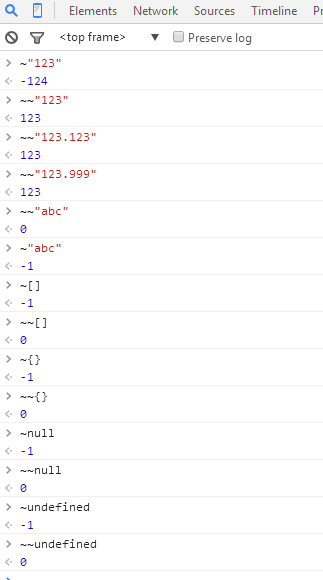 Elements Network Sources Timeline
<top frame> ▼ Preserve log
> ~"123"
<· -124
> ~~"123"
<· 123
> ~~"123.123"
<· 123
> ~~"123.999"
<· 123
> ~~"abc"
<· 0
> ~"abc"
<· -1
> ~[]
<· -1
> ~~[]
<· 0
> ~{}
<· -1
> ~~{}
<· 0
> ~null
<· -1
> ~~null
<· 0
> ~undefined
<· -1
> ~~undefined
<· 0